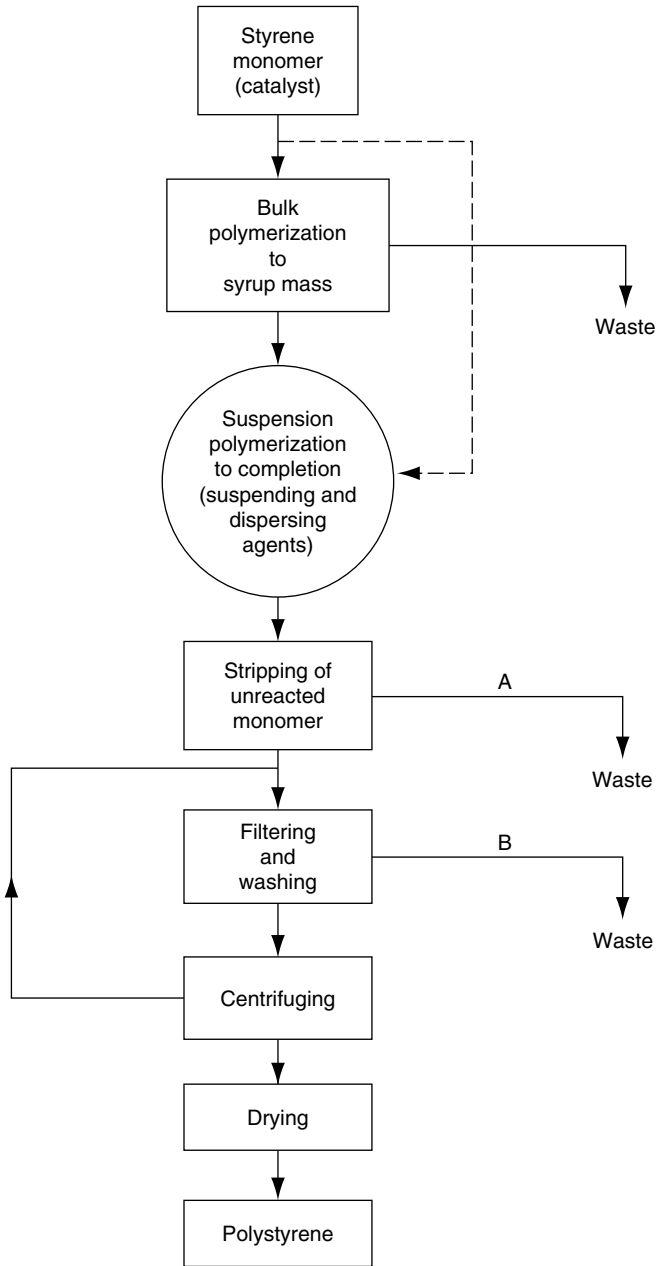 Styrene
monomer
(catalyst)
Bulk
polymerization
to
syrup mass
Waste
Suspension
polymerization
to completion
(suspending and
dispersing
agents)
Stripping of
unreacted
monomer
A
Waste
Filtering
and
washing
B
Waste
Centrifuging
Drying
Polystyrene